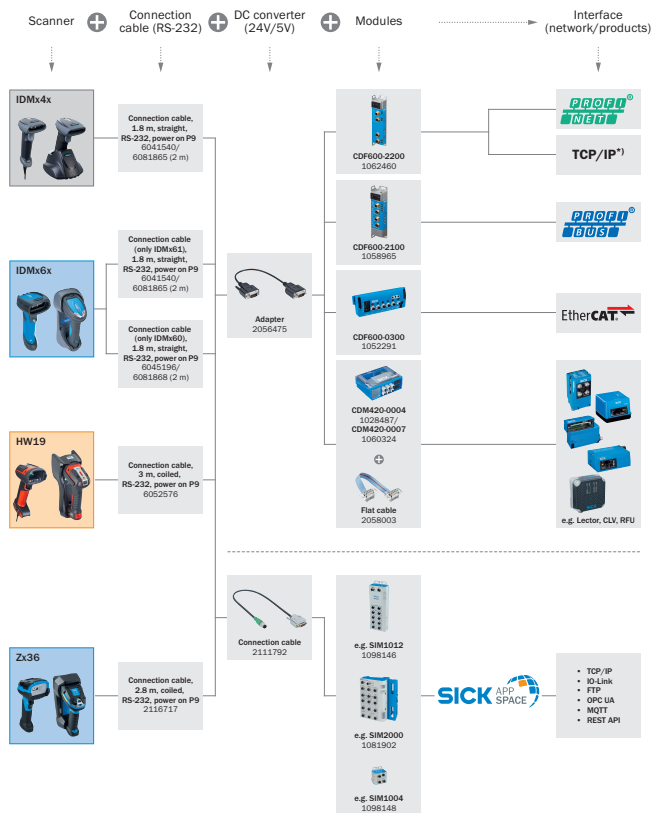 Scanner
Connection
cable (RS-232)
DC converter
(24V/5V)
Modules
Interface
(network/products)
IDMx4x
Connection cable,
1.8 m, straight,
RS-232, power on P9
6041540/
6081865 (2 m)
CDF600-2200
1062460
PROFI
NET
TCP/IP*)
CDF600-2100
1058965
PROFI
BUS
IDMx6x
Connection cable
(only IDMx61),
1.8 m, straight,
RS-232, power on P9
6041540/
6081865 (2 m)
Connection cable
(only IDMx60),
1.8 m, straight,
RS-232, power on P9
6045196/
6081868 (2 m)
Adapter
2056475
CDF600-0300
1052291
EtherCAT®
CDM420-0004
1028487/
CDM420-0007
1060324
Flat cable
2058003
e.g. Lector, CLV, RFU
HW19
Connection cable,
3 m, coiled,
RS-232, power on P9
6052576
Connection cable
2111792
e.g. SIM1012
1098146
Zx36
Connection cable,
2.8 m, coiled,
RS-232, power on P9
2116717
e.g. SIM2000
1081902
e.g. SIM1004
1098148
SICK APP
SPACE
• TCP/IP
• IO-Link
• FTP
• OPC UA
• MQTT
• REST API